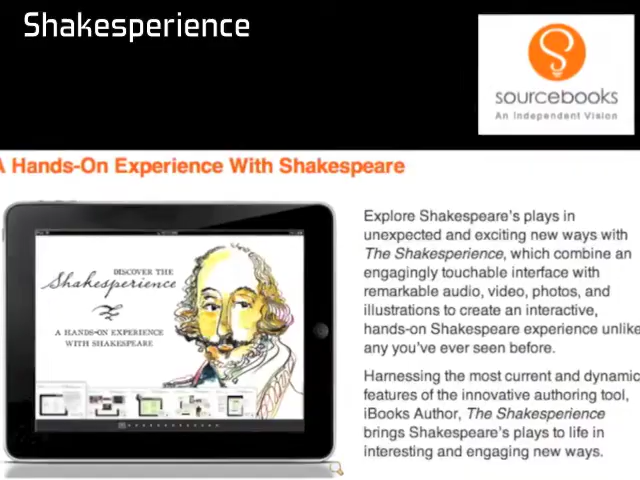 Shakesperience
sourcebooks
An Independent Vision
A Hands-On Experience With Shakespeare
DISCOVER THE
Shakesperience
A HANDS-ON EXPERIENCE
WITH SHAKESPEARE
Explore Shakespeare's plays in
unexpected and exciting new ways with
The Shakesperience, which combine an
engagingly touchable interface with
remarkable audio, video, photos, and
illustrations to create an interactive,
hands-on Shakespeare experience unlike
any you've ever seen before.
Harnessing the most current and dynamic
features of the innovative authoring tool,
iBooks Author, The Shakesperience
brings Shakespeare's plays to life in
interesting and engaging new ways.